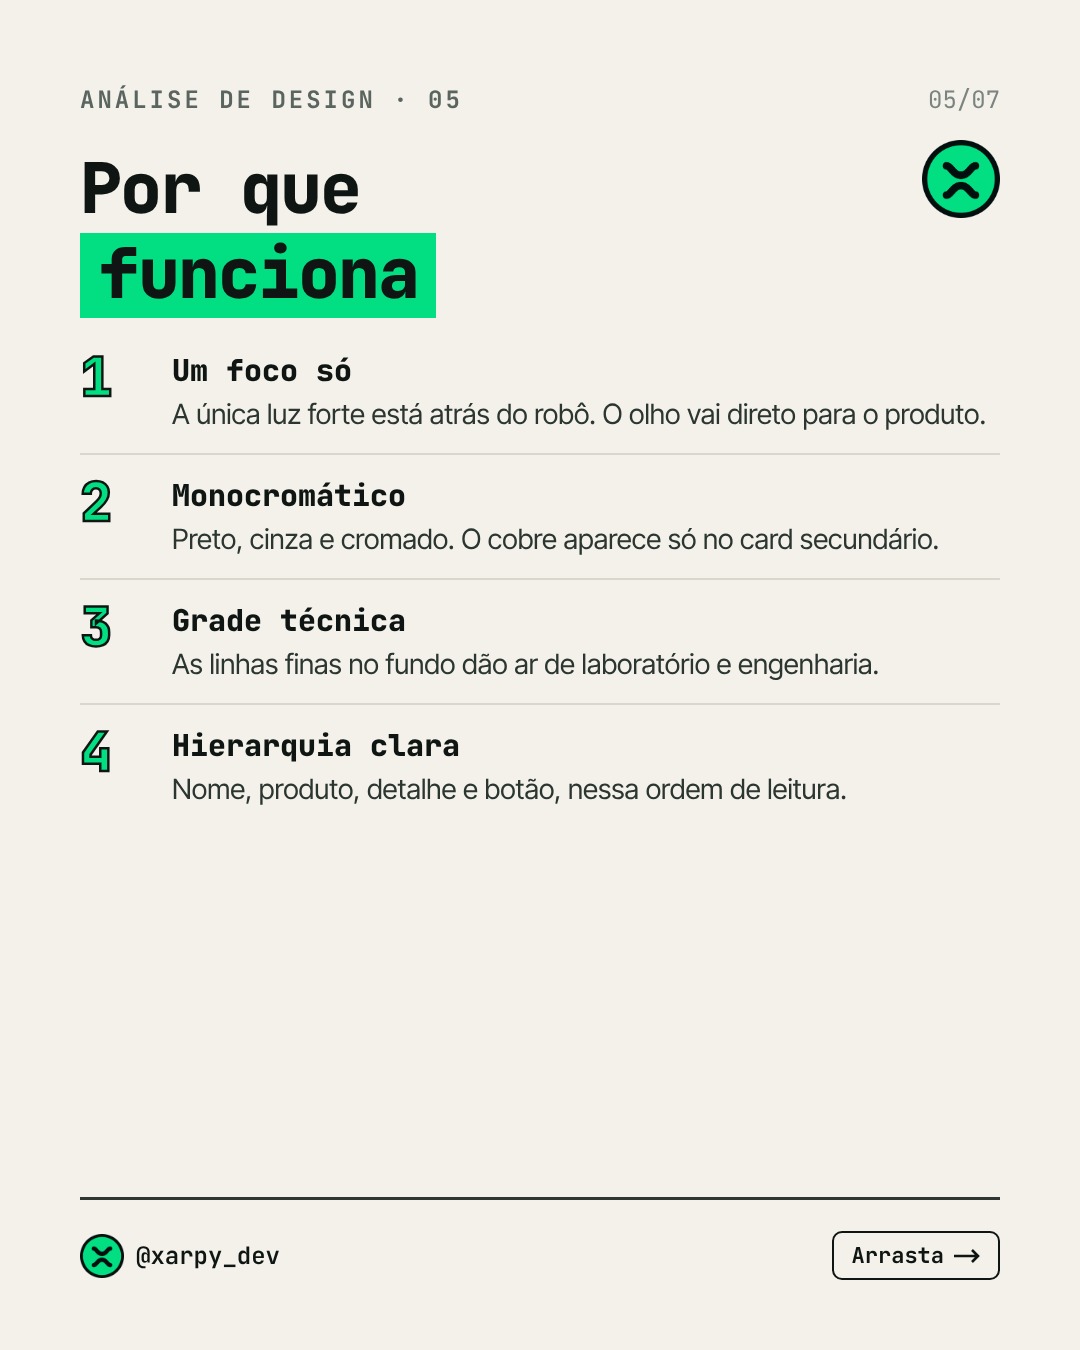 ANÁLISE DE DESIGN · 05
05/07
Por que
funciona
1
Um foco só
A única luz forte está atrás do robô. O olho vai direto para o produto.
2
Monocromático
Preto, cinza e cromado. O cobre aparece só no card secundário.
3
Grade técnica
As linhas finas no fundo dão ar de laboratório e engenharia.
4
Hierarquia clara
Nome, produto, detalhe e botão, nessa ordem de leitura.
@xarpy_dev
Arrasta →